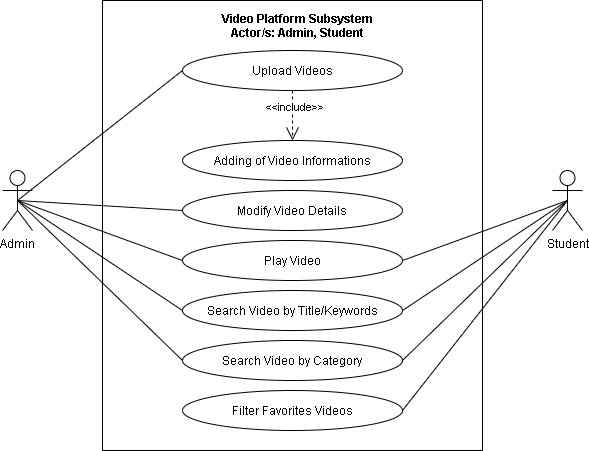 Video Platform Subsystem
Actor/s: Admin, Student
Upload Videos
<<include>>
Adding of Video Informations
Modify Video Details
Admin
Student
Play Video
Search Video by Title/Keywords
Search Video by Category
Filter Favorites Videos